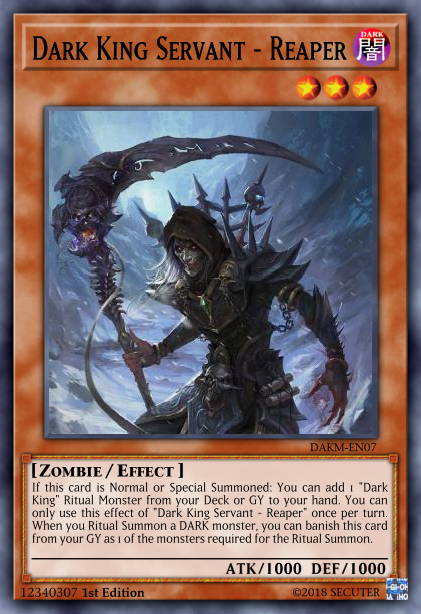 Dark King Servant - Reaper
DARK
闇
DAKM-EN07
[Zombie / Effect]
If this card is Normal or Special Summoned: You can add 1 "Dark
King" Ritual Monster from your Deck or GY to your hand. You can
only use this effect of "Dark King Servant - Reaper" once per turn.
When you Ritual Summon a DARK monster, you can banish this card
from your GY as 1 of the monsters required for the Ritual Summon.
ATK/1000 DEF/1000
12340307 1st Edition
©2018 SECUTER